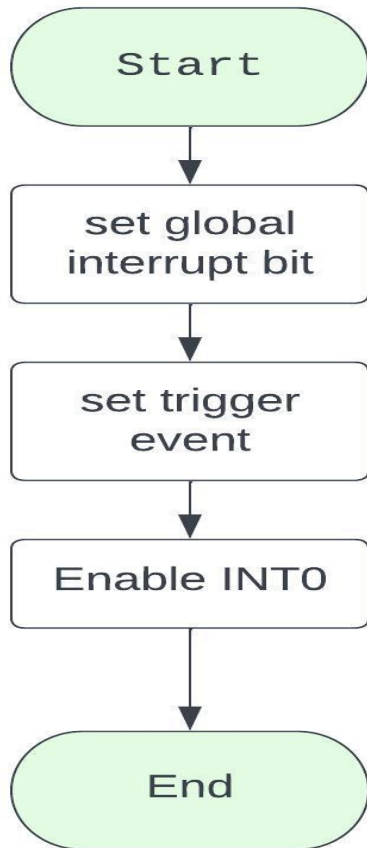 Start
set global
interrupt bit
set trigger
event
Enable INT0
End